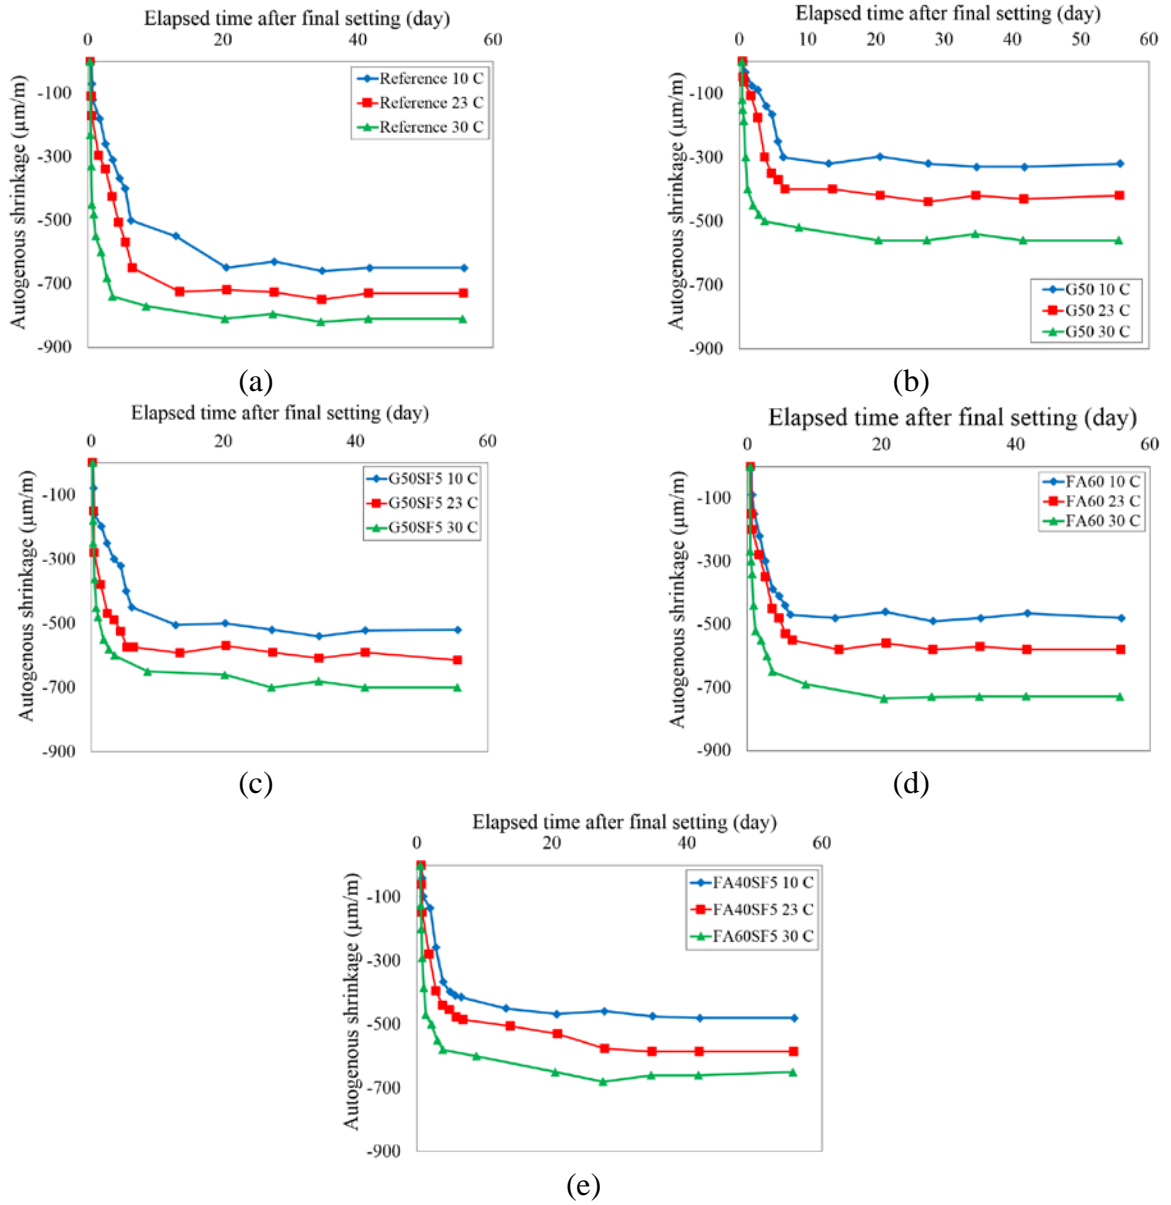 Elapsed time after final setting (day)
0 20 40 60
-100
-300
-500
-700
-900
Autogenous shrinkage (µm/m)
Reference 10 C
Reference 23 C
Reference 30 C
(a)
Elapsed time after final setting (day)
0 10 20 30 40 50 60
-100
-300
-500
-700
-900
Autogenous shrinkage (µm/m)
G50 10 C
G50 23 C
G50 30 C
(b)
Elapsed time after final setting (day)
0 20 40 60
-100
-300
-500
-700
-900
Autogenous shrinkage (µm/m)
G50SF5 10 C
G50SF5 23 C
G50SF5 30 C
(c)
Elapsed time after final setting (day)
0 20 40 60
-100
-300
-500
-700
-900
Autogenous shrinkage (µm/m)
FA60 10 C
FA60 23 C
FA60 30 C
(d)
Elapsed time after final setting (day)
0 20 40 60
-100
-300
-500
-700
-900
Autogenous shrinkage (µm/m)
FA40SF5 10 C
FA40SF5 23 C
FA60SF5 30 C
(e)